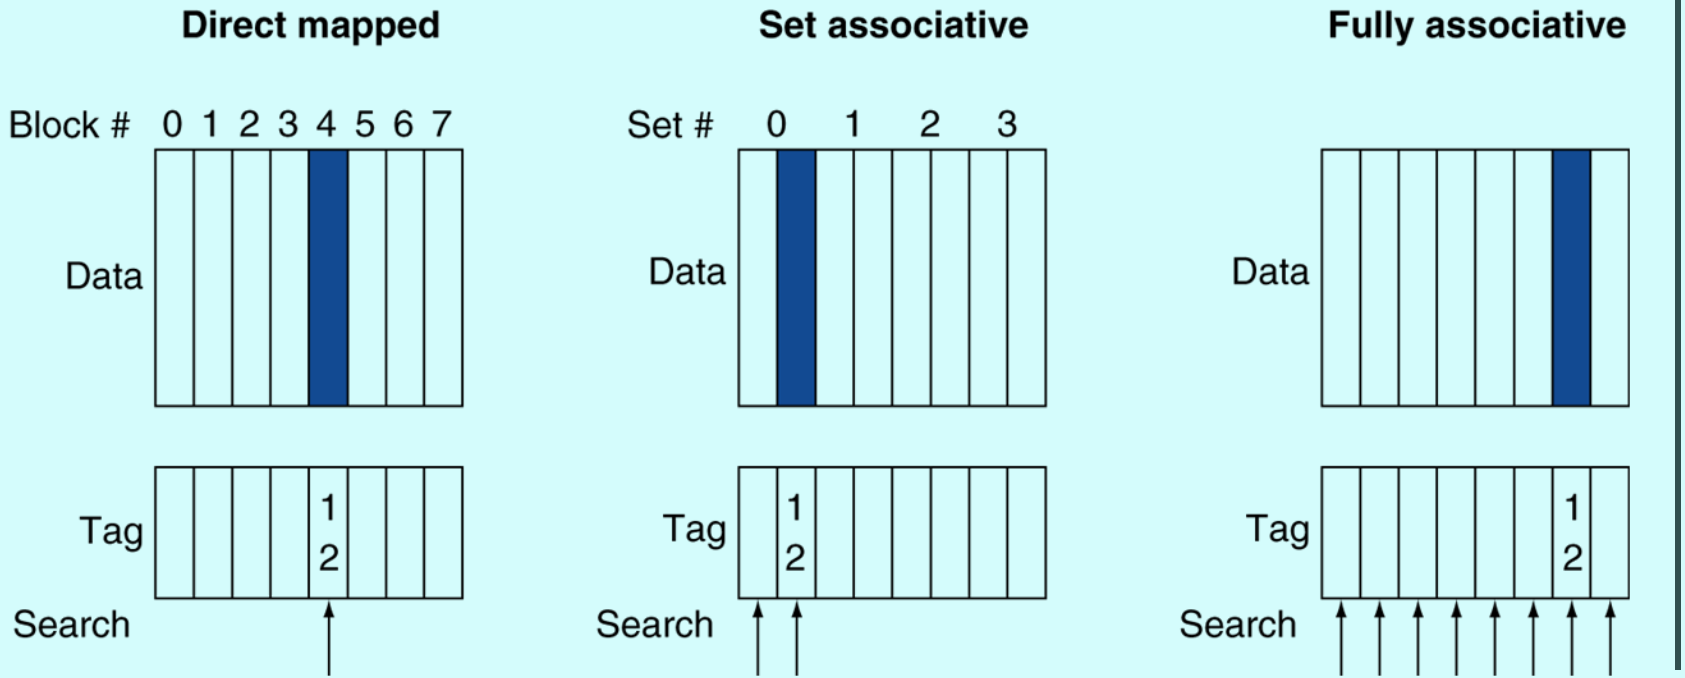 Direct mapped
Block # 0 1 2 3 4 5 6 7
Data
Tag
1
2
Search
Set associative
Set # 0 1 2 3
Data
Tag
1
2
Search
Fully associative
Data
Tag
1
2
Search